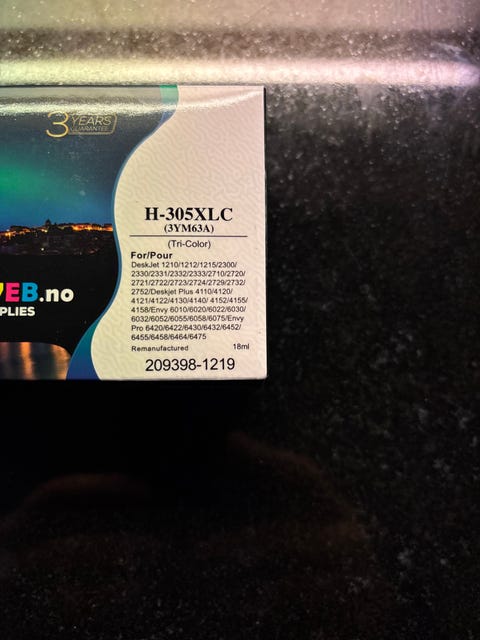 3 YEARS
GUARANTEE
H-305XLC
(3YM63A)
(Tri-Color)
For/Pour
DeskJet 1210/1212/1215/2300/
2330/2331/2332/2333/2710/2720/
2721/2722/2723/2724/2729/2732/
2752/Deskjet Plus 4110/4120/
4121/4122/4130/4140/ 4152/4155/
4158/Envy 6010/6020/6022/6030/
6032/6052/6055/6058/6075/Envy
Pro 6420/6422/6430/6432/6452/
6455/6458/6464/6475
Remanufactured 18ml
209398-1219
EB.no
PLIES